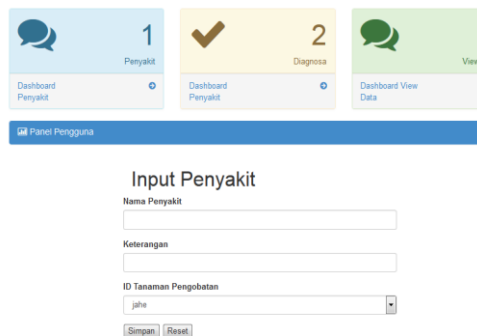 1
Penyakit
Dashboard
Penyakit
2
Diagnosa
Dashboard
Penyakit
View
Dashboard View
Data
Panel Pengguna
Input Penyakit
Nama Penyakit
Keterangan
ID Tanaman Pengobatan
jahe
Simpan Reset